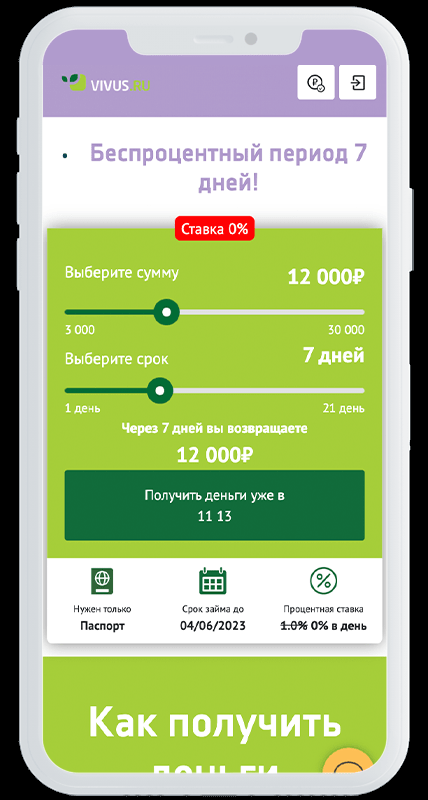 VIVUS.RU
• Беспроцентный период 7
дней!
Ставка 0%
Выберите сумму 12 000₽
3 000 30 000
Выберите срок 7 дней
1 день 21 день
Через 7 дней вы возвращаете
12 000₽
Получить деньги уже в
11 13
Нужен только
Паспорт
Срок займа до
04/06/2023
Процентная ставка
1.0% 0% в день
Как получить
деньги